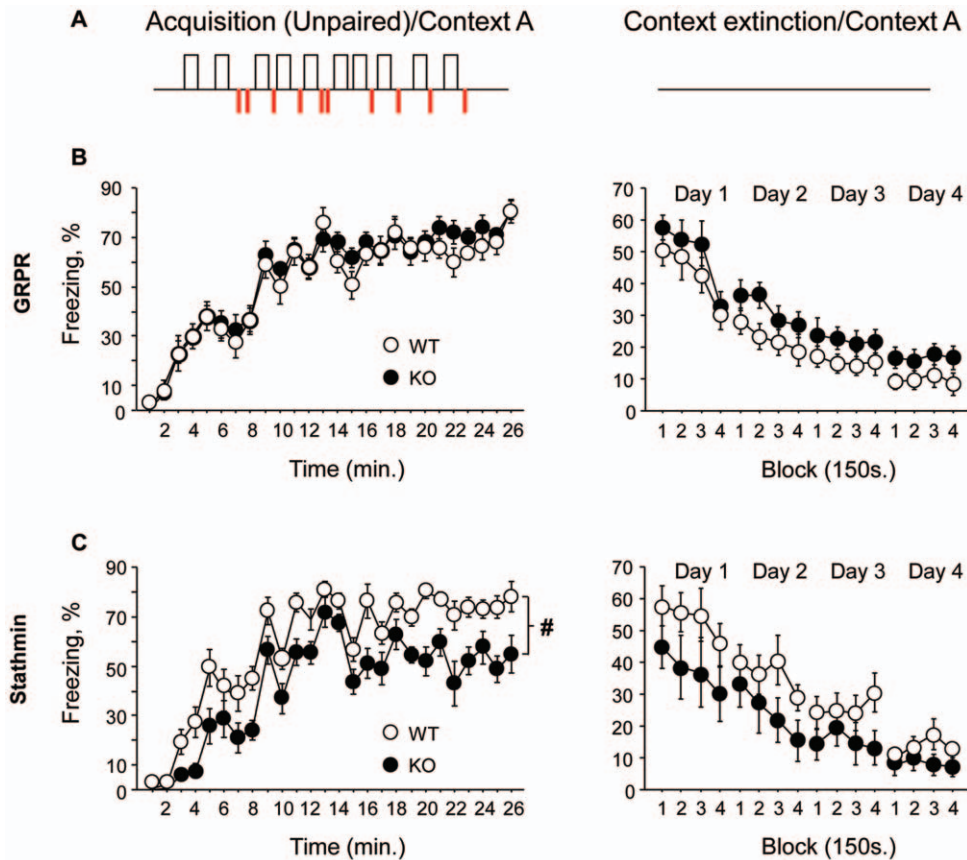 A
Acquisition (Unpaired)/Context A
Context extinction/Context A
B
GRPR
Freezing, %
90
70
50
30
10
0
WT
KO
2 4 6 8 10 12 14 16 18 20 22 24 26
Time (min.)
70
60
50
40
30
20
10
0
Day 1 Day 2 Day 3 Day 4
1 2 3 4 1 2 3 4 1 2 3 4 1 2 3 4
Block (150s.)
C
Stathmin
Freezing, %
90
70
50
30
10
0
#
WT
KO
2 4 6 8 10 12 14 16 18 20 22 24 26
Time (min.)
70
60
50
40
30
20
10
0
Day 1 Day 2 Day 3 Day 4
1 2 3 4 1 2 3 4 1 2 3 4 1 2 3 4
Block (150s.)